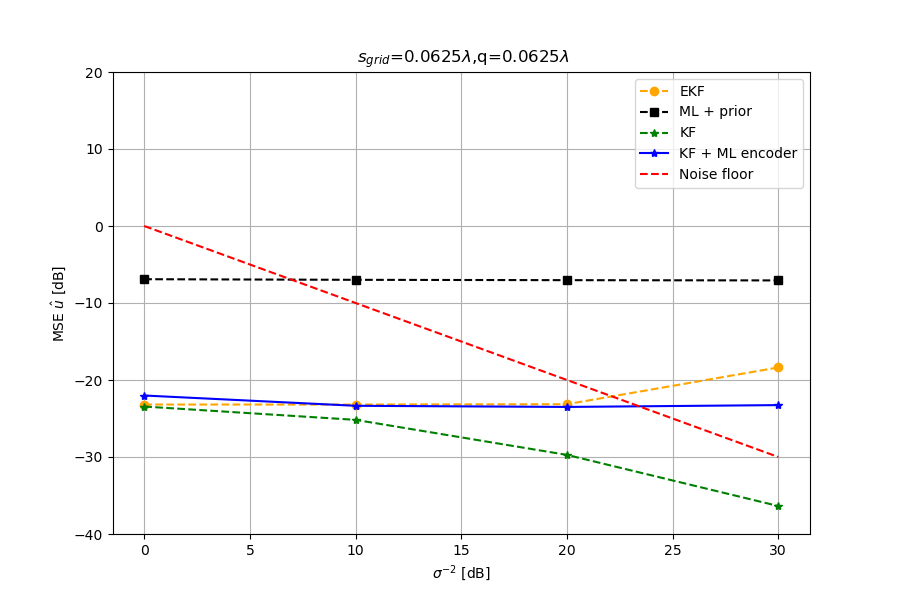 s_grid=0.0625λ,q=0.0625λ
20
10
0
−10
−20
−30
−40
MSE û [dB]
EKF
ML + prior
KF
KF + ML encoder
Noise floor
0 5 10 15 20 25 30
σ⁻² [dB]